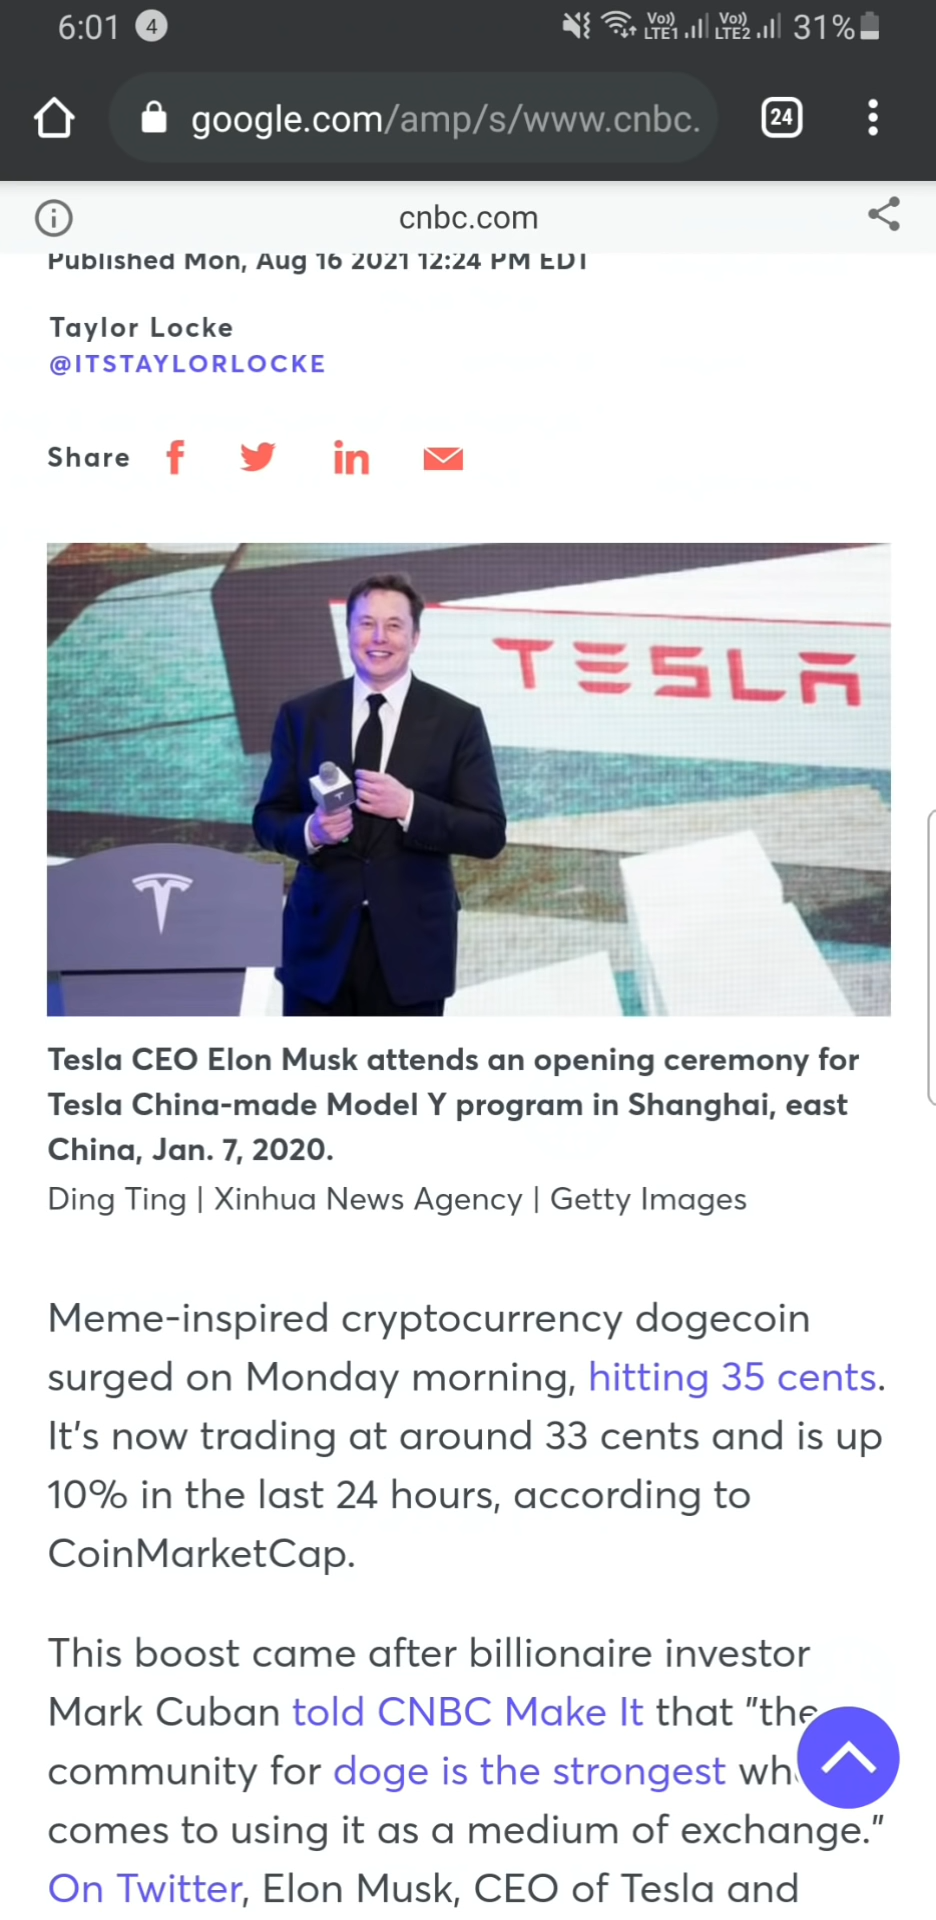 6:01 4 Vo)) LTE1 Vo)) LTE2 31%
google.com/amp/s/www.cnbc. 24
cnbc.com
Published Mon, Aug 16 2021 12:24 PM EDT
Taylor Locke
@ITSTAYLORLOCKE
Share
TESLA
Tesla CEO Elon Musk attends an opening ceremony for
Tesla China-made Model Y program in Shanghai, east
China, Jan. 7, 2020.
Ding Ting | Xinhua News Agency | Getty Images
Meme-inspired cryptocurrency dogecoin
surged on Monday morning, hitting 35 cents.
It's now trading at around 33 cents and is up
10% in the last 24 hours, according to
CoinMarketCap.
This boost came after billionaire investor
Mark Cuban told CNBC Make It that "the
community for doge is the strongest
comes to using it as a medium of exchange."
On Twitter, Elon Musk, CEO of Tesla and